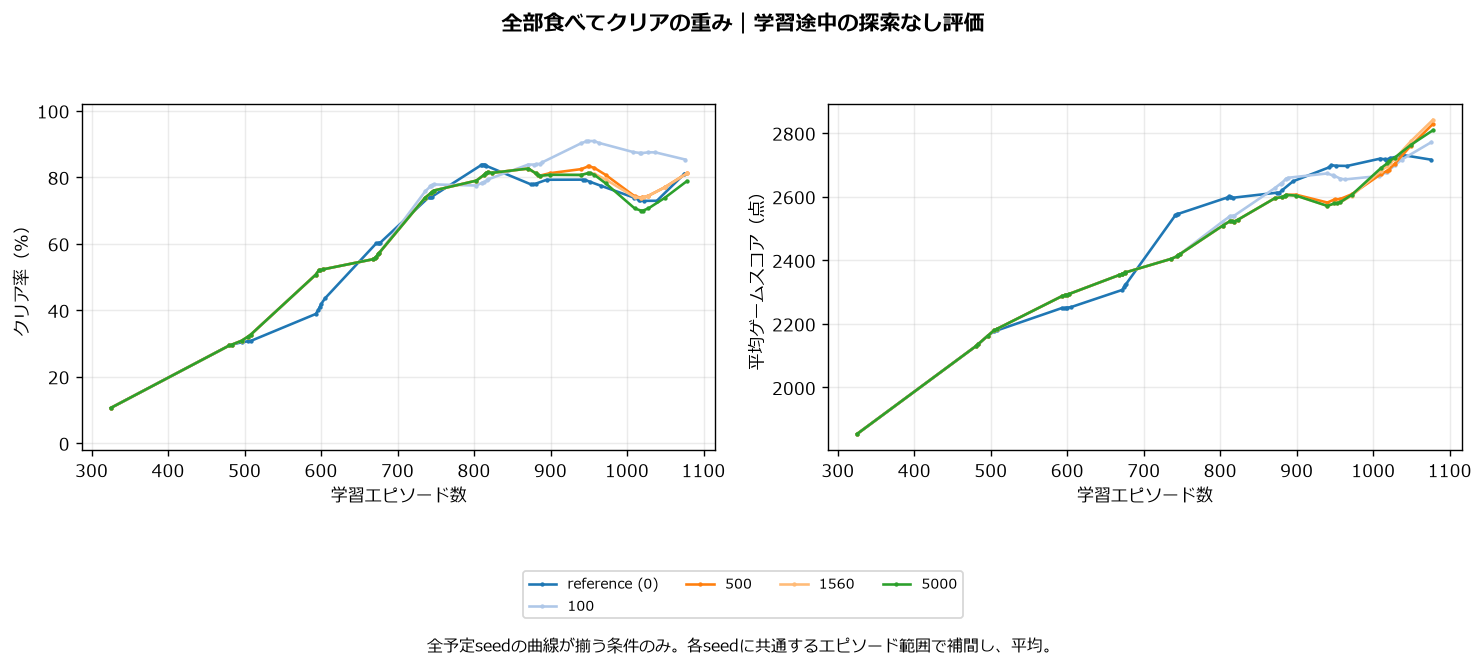 全部食べてクリアの重み｜学習途中の探索なし評価
クリア率（%）
100
80
60
40
20
0
300 400 500 600 700 800 900 1000 1100
学習エピソード数
平均ゲームスコア（点）
2800
2600
2400
2200
2000
300 400 500 600 700 800 900 1000 1100
学習エピソード数
reference (0) 500 1560 5000
100
全予定seedの曲線が揃う条件のみ。各seedに共通するエピソード範囲で補間し、平均。